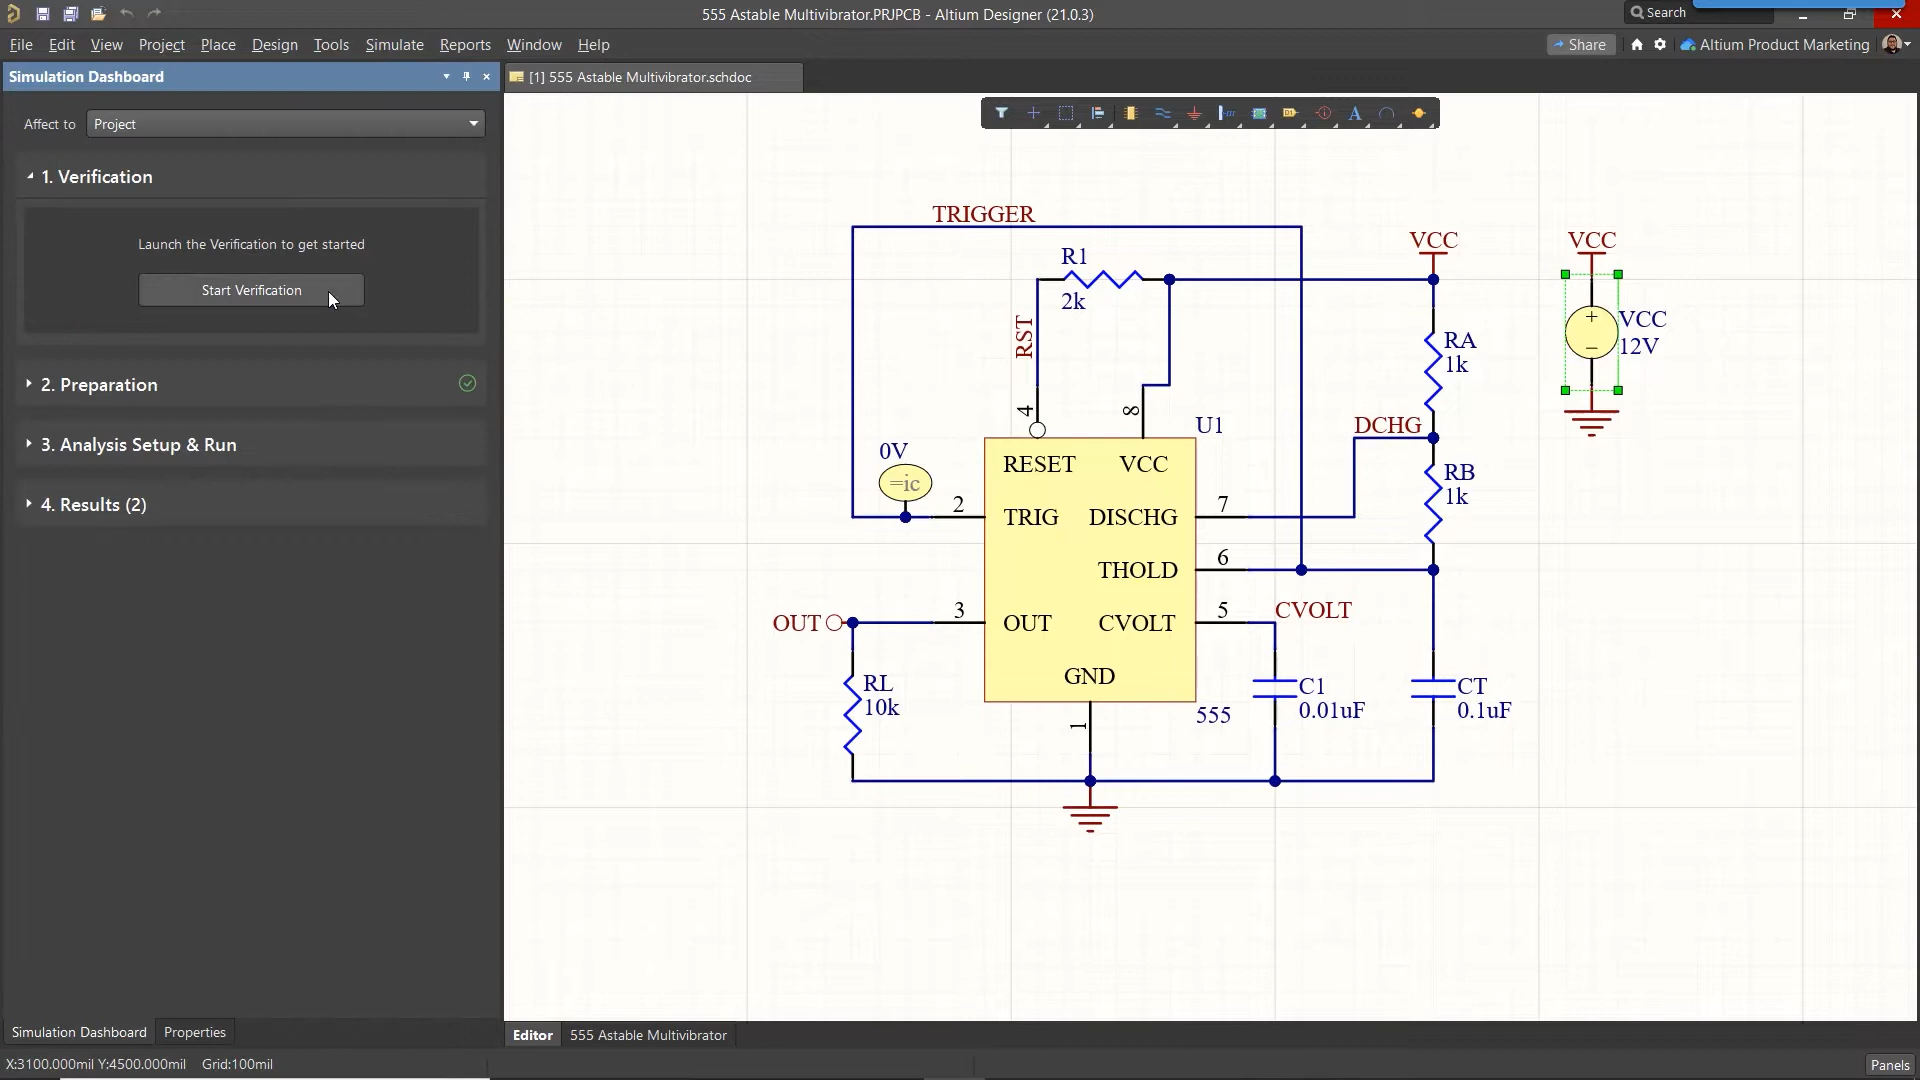 555 Astable Multivibrator.PRJPCB - Altium Designer (21.0.3)
Search
File Edit View Project Place Design Tools Simulate Reports Window Help
Share
Altium Product Marketing
Simulation Dashboard
[1] 555 Astable Multivibrator.schdoc
Affect to Project
1. Verification
Launch the Verification to get started
Start Verification
2. Preparation
3. Analysis Setup & Run
4. Results (2)
TRIGGER
R1
2k
RST
VCC
VCC
VCC
12V
RA
1k
DCHG
RB
1k
4
8
U1
0V
=ic
RESET VCC
2 TRIG DISCHG 7
THOLD 6
OUT 3 OUT CVOLT 5 CVOLT
GND
RL
10k
1
555
C1
0.01uF
CT
0.1uF
Simulation Dashboard Properties
Editor 555 Astable Multivibrator
X:3100.000mil Y:4500.000mil Grid:100mil
Panels